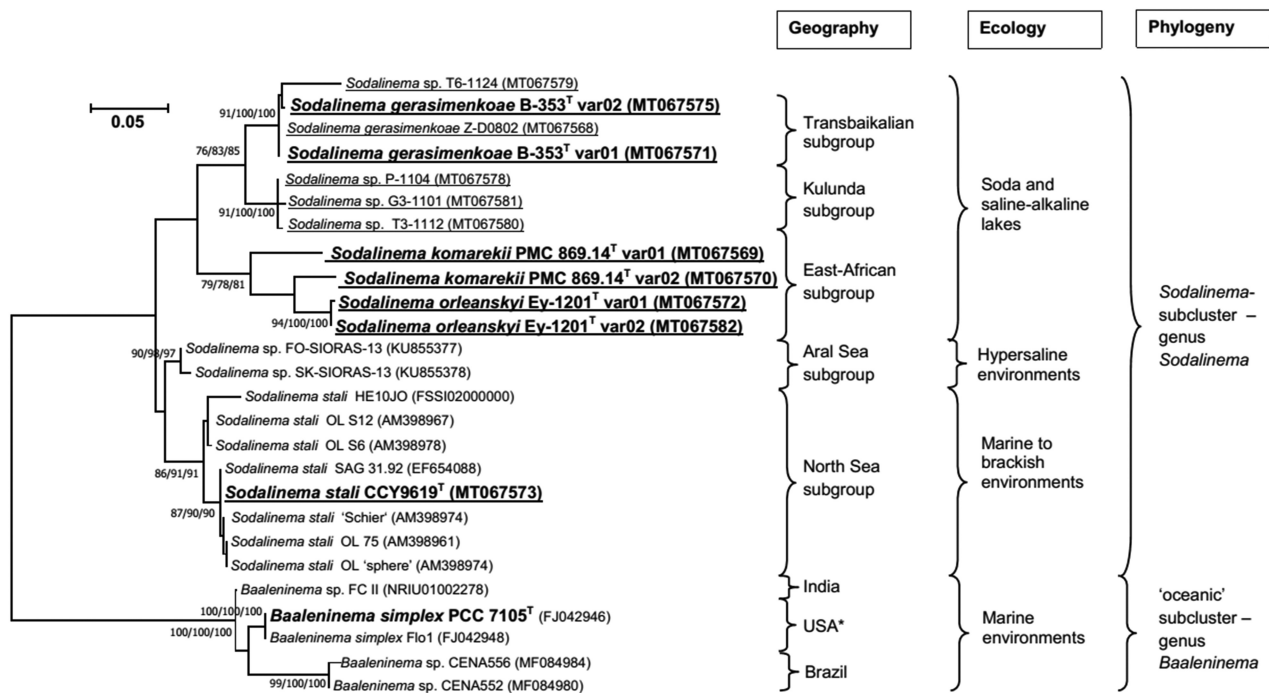 Geography
Ecology
Phylogeny
0.05
Sodalinema sp. T6-1124 (MT067579)
91/100/100
Sodalinema gerasimenkoae B-353ᵀ var02 (MT067575)
Sodalinema gerasimenkoae Z-D0802 (MT067568)
Sodalinema gerasimenkoae B-353ᵀ var01 (MT067571)
76/83/85
Sodalinema sp. P-1104 (MT067578)
Sodalinema sp. G3-1101 (MT067581)
91/100/100
Sodalinema sp. T3-1112 (MT067580)
Sodalinema komarekii PMC 869.14ᵀ var01 (MT067569)
Sodalinema komarekii PMC 869.14ᵀ var02 (MT067570)
79/78/81
Sodalinema orleanskyi Ey-1201ᵀ var01 (MT067572)
94/100/100
Sodalinema orleanskyi Ey-1201ᵀ var02 (MT067582)
Sodalinema sp. FO-SIORAS-13 (KU855377)
90/98/97
Sodalinema sp. SK-SIORAS-13 (KU855378)
Sodalinema stali HE10JO (FSSI02000000)
Sodalinema stali OL S12 (AM398967)
Sodalinema stali OL S6 (AM398978)
86/91/91
Sodalinema stali SAG 31.92 (EF654088)
Sodalinema stali CCY9619ᵀ (MT067573)
87/90/90
Sodalinema stali ‘Schier‘ (AM398974)
Sodalinema stali OL 75 (AM398961)
Sodalinema stali OL ‘sphere’ (AM398974)
Baaleninema sp. FC II (NRIU01002278)
100/100/100
Baaleninema simplex PCC 7105ᵀ (FJ042946)
100/100/100
Baaleninema simplex Flo1 (FJ042948)
Baaleninema sp. CENA556 (MF084984)
99/100/100
Baaleninema sp. CENA552 (MF084980)
Transbaikalian
subgroup
Kulunda
subgroup
East-African
subgroup
Aral Sea
subgroup
North Sea
subgroup
India
USA*
Brazil
Soda and
saline-alkaline
lakes
Hypersaline
environments
Marine to
brackish
environments
Marine
environments
Sodalinema-
subcluster –
genus
Sodalinema
‘oceanic’
subcluster –
genus
Baaleninema